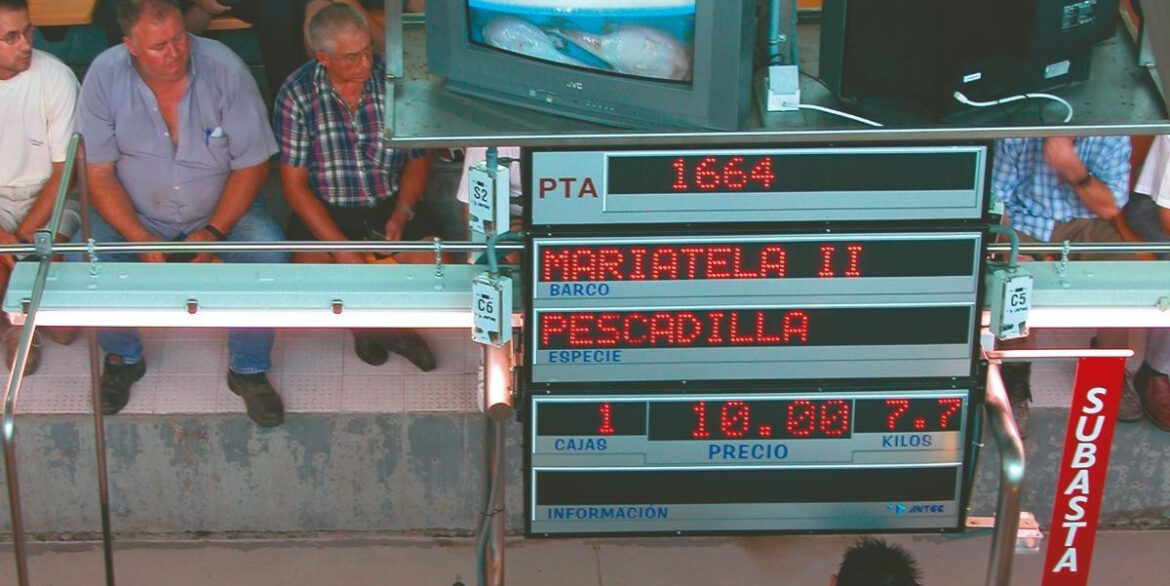 JVC
PTA 1664
S2
MARIATELA II
BARCO
C6
C5
PESCADILLA
ESPECIE
1 10.00 7.7
CAJAS PRECIO KILOS
INFORMACIÓN AUTEC
SUBASTA